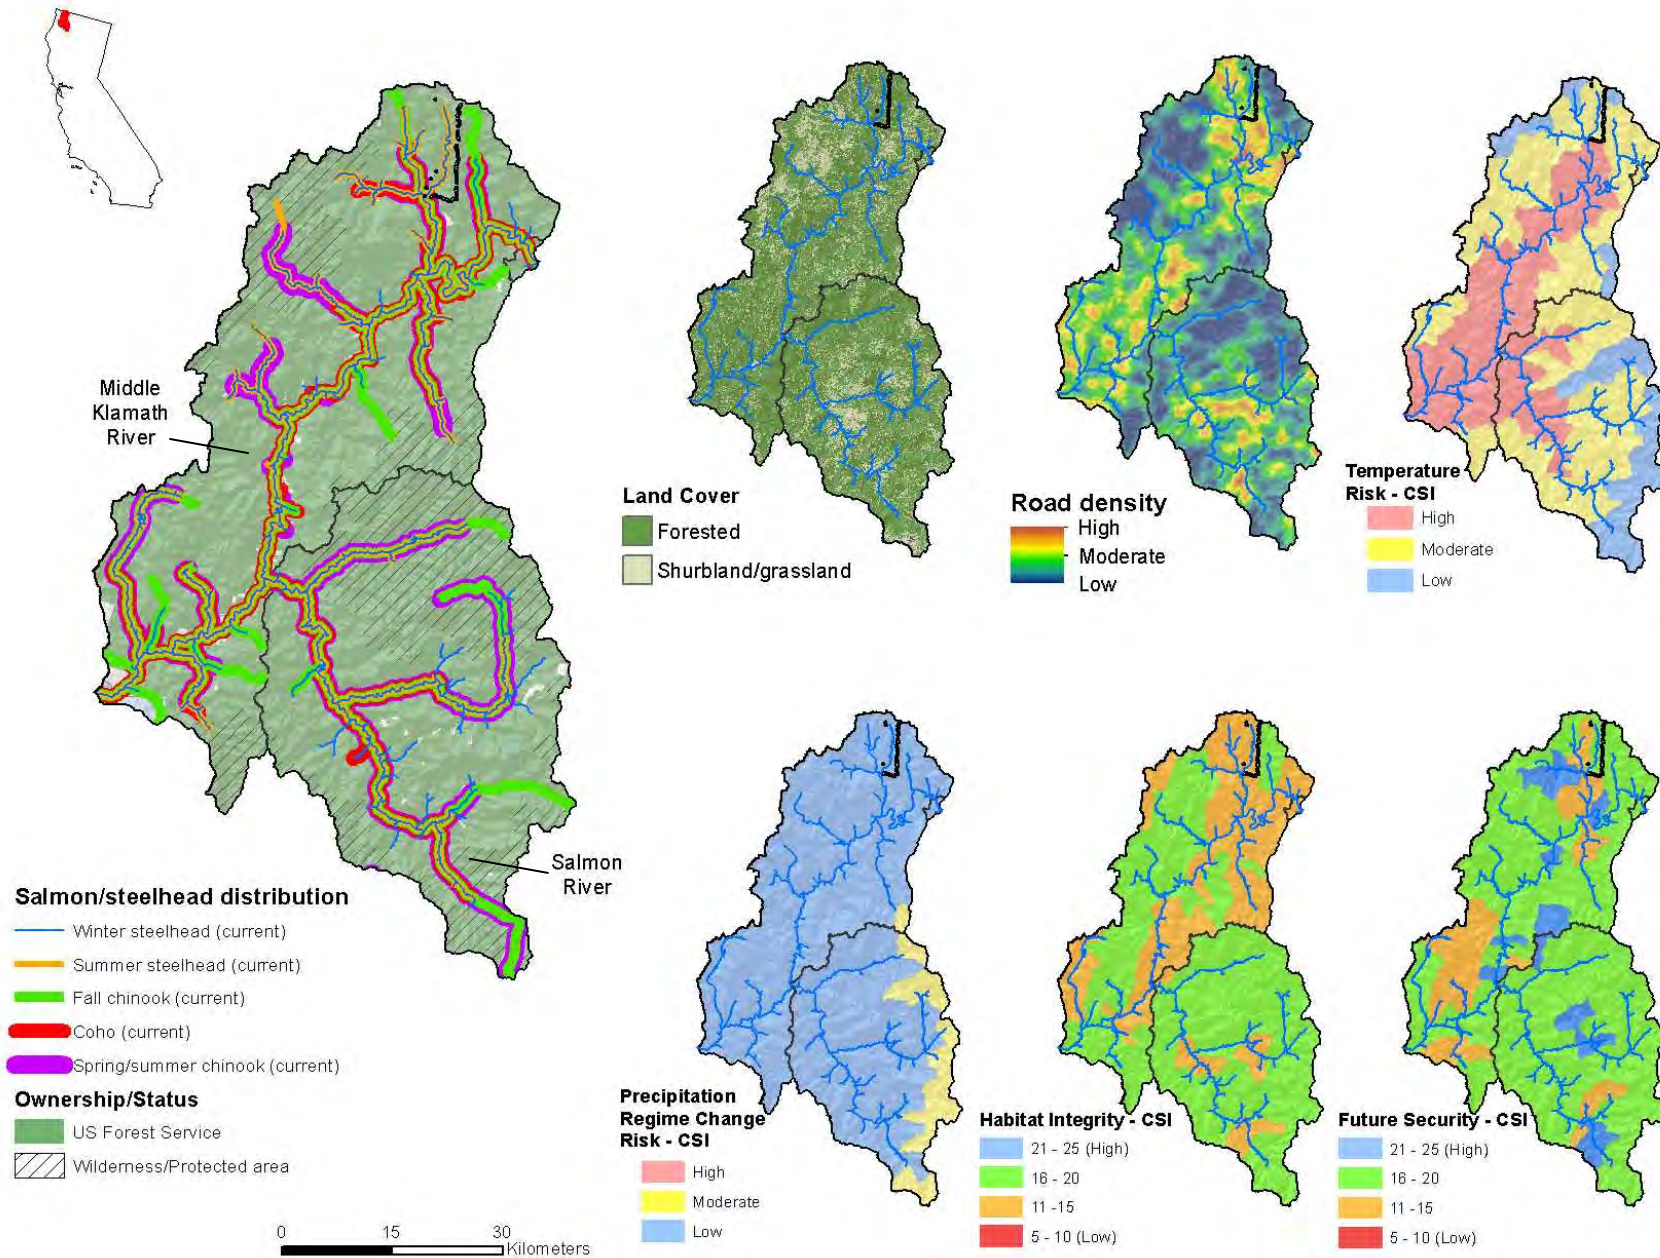 Middle
Klamath
River
Salmon
River
Salmon/steelhead distribution
Winter steelhead (current)
Summer steelhead (current)
Fall chinook (current)
Coho (current)
Spring/summer chinook (current)
Ownership/Status
US Forest Service
Wilderness/Protected area
0 15 30
Kilometers
Land Cover
Forested
Shurbland/grassland
Road density
High
Moderate
Low
Temperature
Risk - CSI
High
Moderate
Low
Precipitation
Regime Change
Risk - CSI
High
Moderate
Low
Habitat Integrity - CSI
21 - 25 (High)
16 - 20
11 -15
5 - 10 (Low)
Future Security - CSI
21 - 25 (High)
16 - 20
11 -15
5 - 10 (Low)